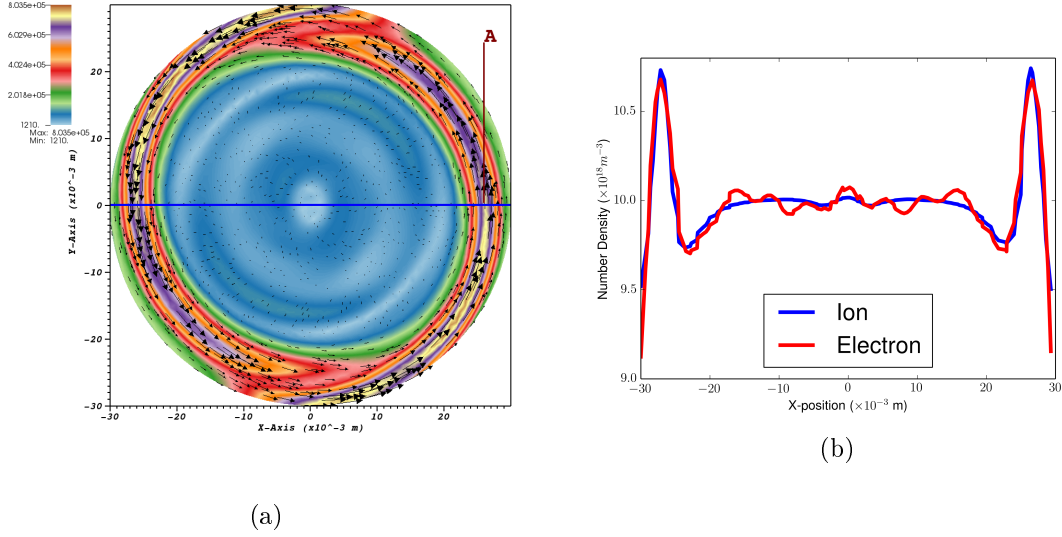 8.035e+05
6.029e+05
4.024e+05
2.018e+05
1210.
Max: 8.035e+05
Min: 1210.
A
Y-Axis (x10^-3 m)
20
10
0
-10
-20
-30
-30 -20 -10 0 10 20 30
X-Axis (x10^-3 m)
(a)
Number Density (×10¹⁸m⁻³)
10.5
10.0
9.5
9.0
Ion
Electron
-30 -20 -10 0 10 20 30
X-position (×10⁻³ m)
(b)